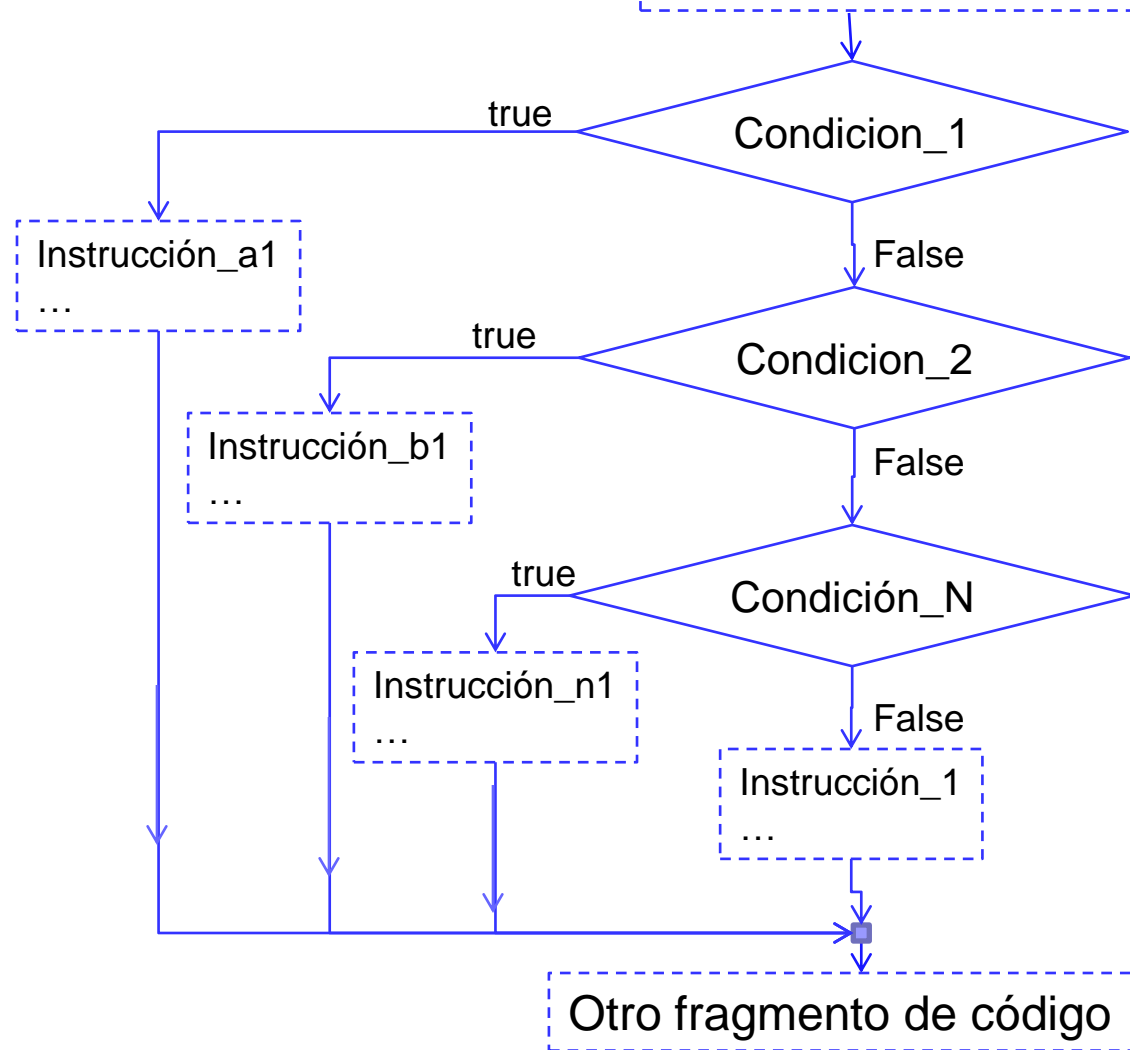 true
Condicion_1
Instrucción_a1
…
False
true
Condicion_2
Instrucción_b1
…
False
true
Condición_N
Instrucción_n1
…
False
Instrucción_1
…
Otro fragmento de código